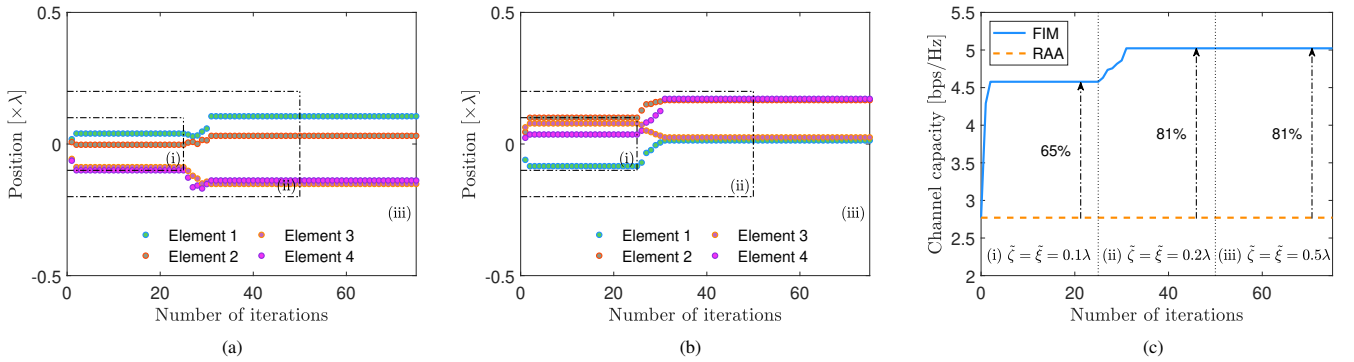 0.5
0
-0.5
Position [×λ]
(i)
(ii)
(iii)
Element 1
Element 2
Element 3
Element 4
0 20 40 60
Number of iterations
(a)
0.5
0
-0.5
Position [×λ]
(i)
(ii)
(iii)
Element 1
Element 2
Element 3
Element 4
0 20 40 60
Number of iterations
(b)
5.5
5
4.5
4
3.5
3
2.5
2
Channel capacity [bps/Hz]
FIM
RAA
65%
81%
81%
(i) ζ̃ = ξ̃ = 0.1λ
(ii) ζ̃ = ξ̃ = 0.2λ
(iii) ζ̃ = ξ̃ = 0.5λ
0 20 40 60
Number of iterations
(c)